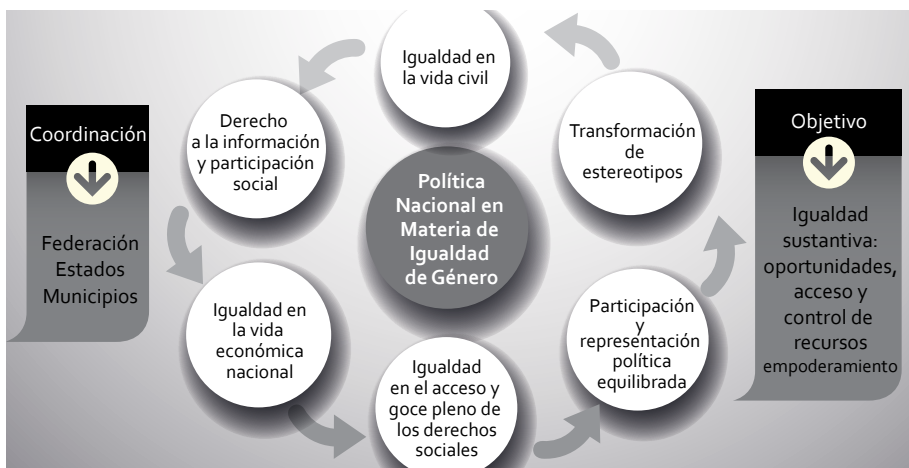 Coordinación
Federación
Estados
Municipios
Igualdad en
la vida civil
Derecho
a la información
y participación
social
Transformación
de
estereotipos
Política
Nacional en
Materia de
Igualdad
de Género
Igualdad en
la vida
económica
nacional
Igualdad
en el acceso y
goce pleno de
los derechos
sociales
Participación
y
representación
política
equilibrada
Objetivo
Igualdad
sustantiva:
oportunidades,
acceso y
control de
recursos
empoderamiento